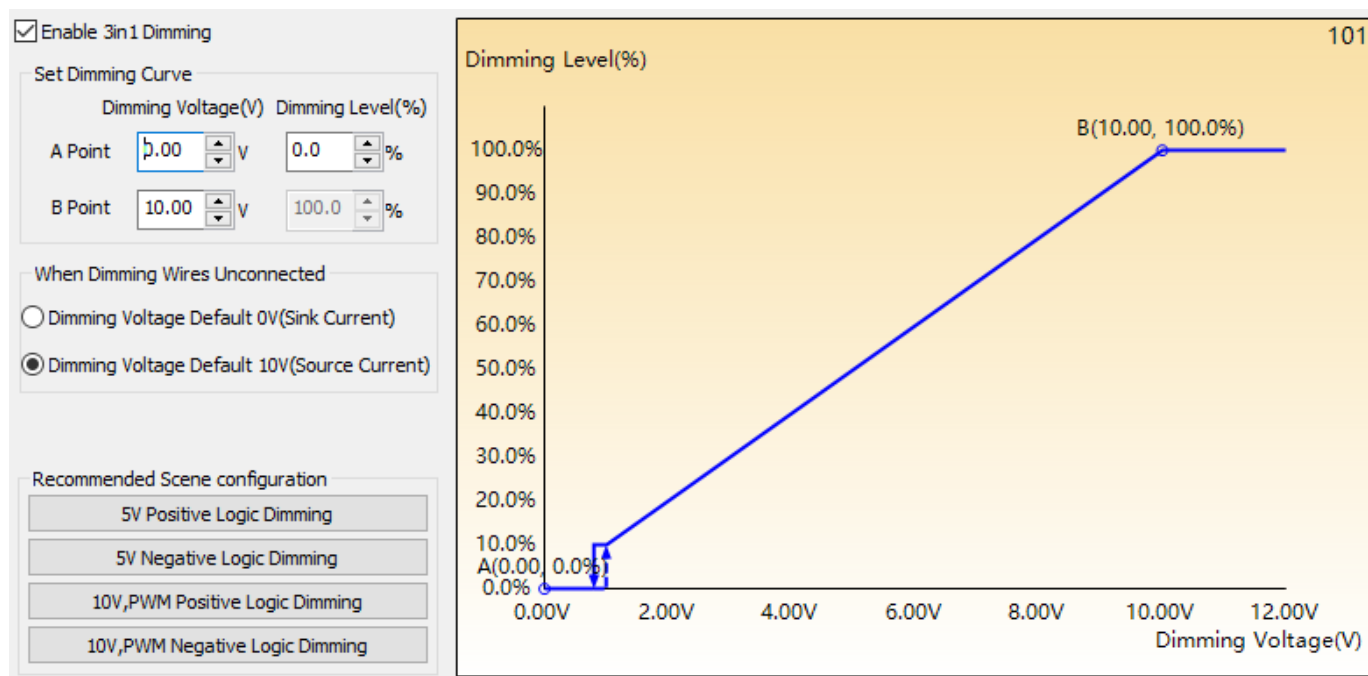 Enable 3in1 Dimming
Set Dimming Curve
Dimming Voltage(V) Dimming Level(%)
A Point 0.00 V 0.0 %
B Point 10.00 V 100.0 %
When Dimming Wires Unconnected
Dimming Voltage Default 0V(Sink Current)
Dimming Voltage Default 10V(Source Current)
Recommended Scene configuration
5V Positive Logic Dimming
5V Negative Logic Dimming
10V,PWM Positive Logic Dimming
10V,PWM Negative Logic Dimming
101
Dimming Level(%)
B(10.00, 100.0%)
100.0%
90.0%
80.0%
70.0%
60.0%
50.0%
40.0%
30.0%
20.0%
10.0%
A(0.00, 0.0%)
0.0%
0.00V 2.00V 4.00V 6.00V 8.00V 10.00V 12.00V
Dimming Voltage(V)